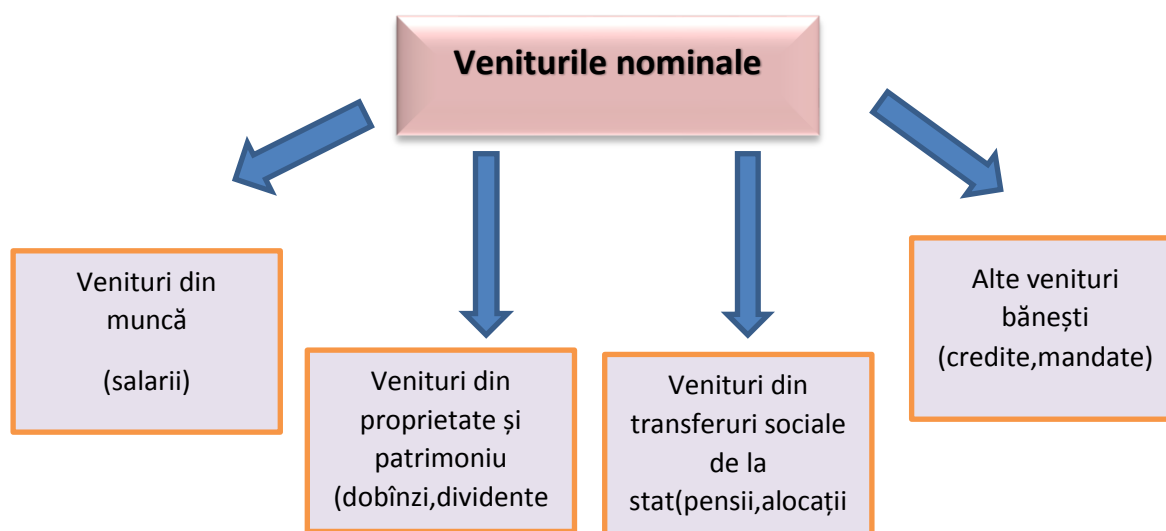 Veniturile nominale
Venituri din
muncă
(salarii)
Venituri din
proprietate și
patrimoniu
(dobînzi,dividente
Venituri din
transferuri sociale
de la
stat(pensii,alocații
Alte venituri
bănești
(credite,mandate)